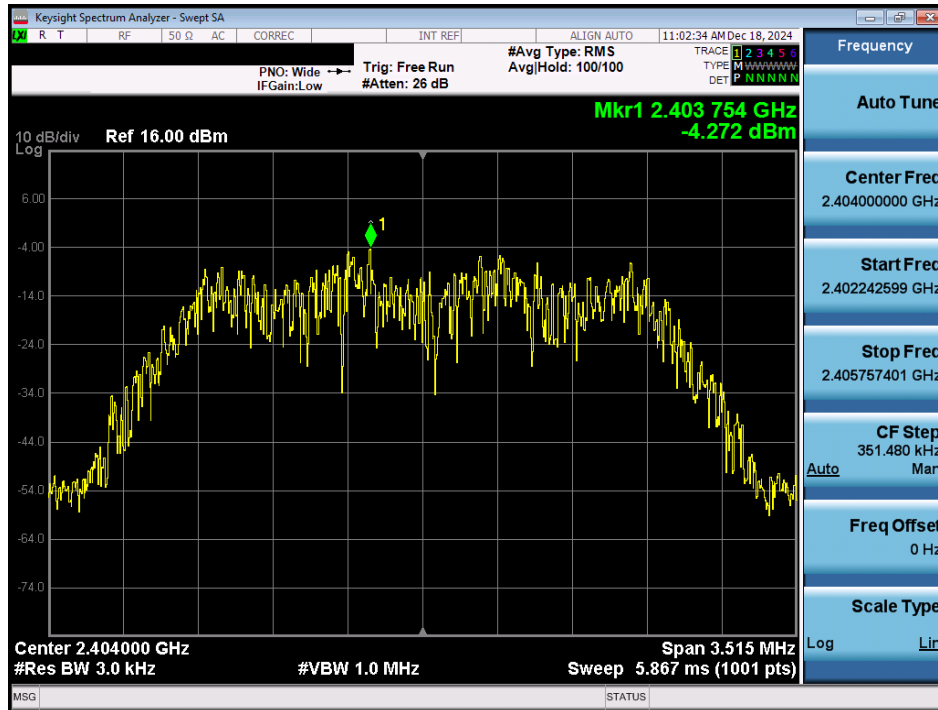 Keysight Spectrum Analyzer - Swept SA
LXI R T RF 50 Ω AC CORREC INT REF ALIGN AUTO 11:02:34 AM Dec 18, 2024
PNO: Wide
IFGain:Low
Trig: Free Run
#Atten: 26 dB
#Avg Type: RMS
Avg|Hold: 100/100
TRACE 1 2 3 4 5 6
TYPE M WWWWW
DET P N N N N N
Mkr1 2.403 754 GHz
-4.272 dBm
10 dB/div Ref 16.00 dBm
Log
1
6.00
-4.00
-14.0
-24.0
-34.0
-44.0
-54.0
-64.0
-74.0
Center 2.404000 GHz Span 3.515 MHz
#Res BW 3.0 kHz #VBW 1.0 MHz Sweep 5.867 ms (1001 pts)
MSG STATUS
Frequency
Auto Tune
Center Freq
2.404000000 GHz
Start Freq
2.402242599 GHz
Stop Freq
2.405757401 GHz
CF Step
351.480 kHz
Auto Man
Freq Offset
0 Hz
Scale Type
Log Lin